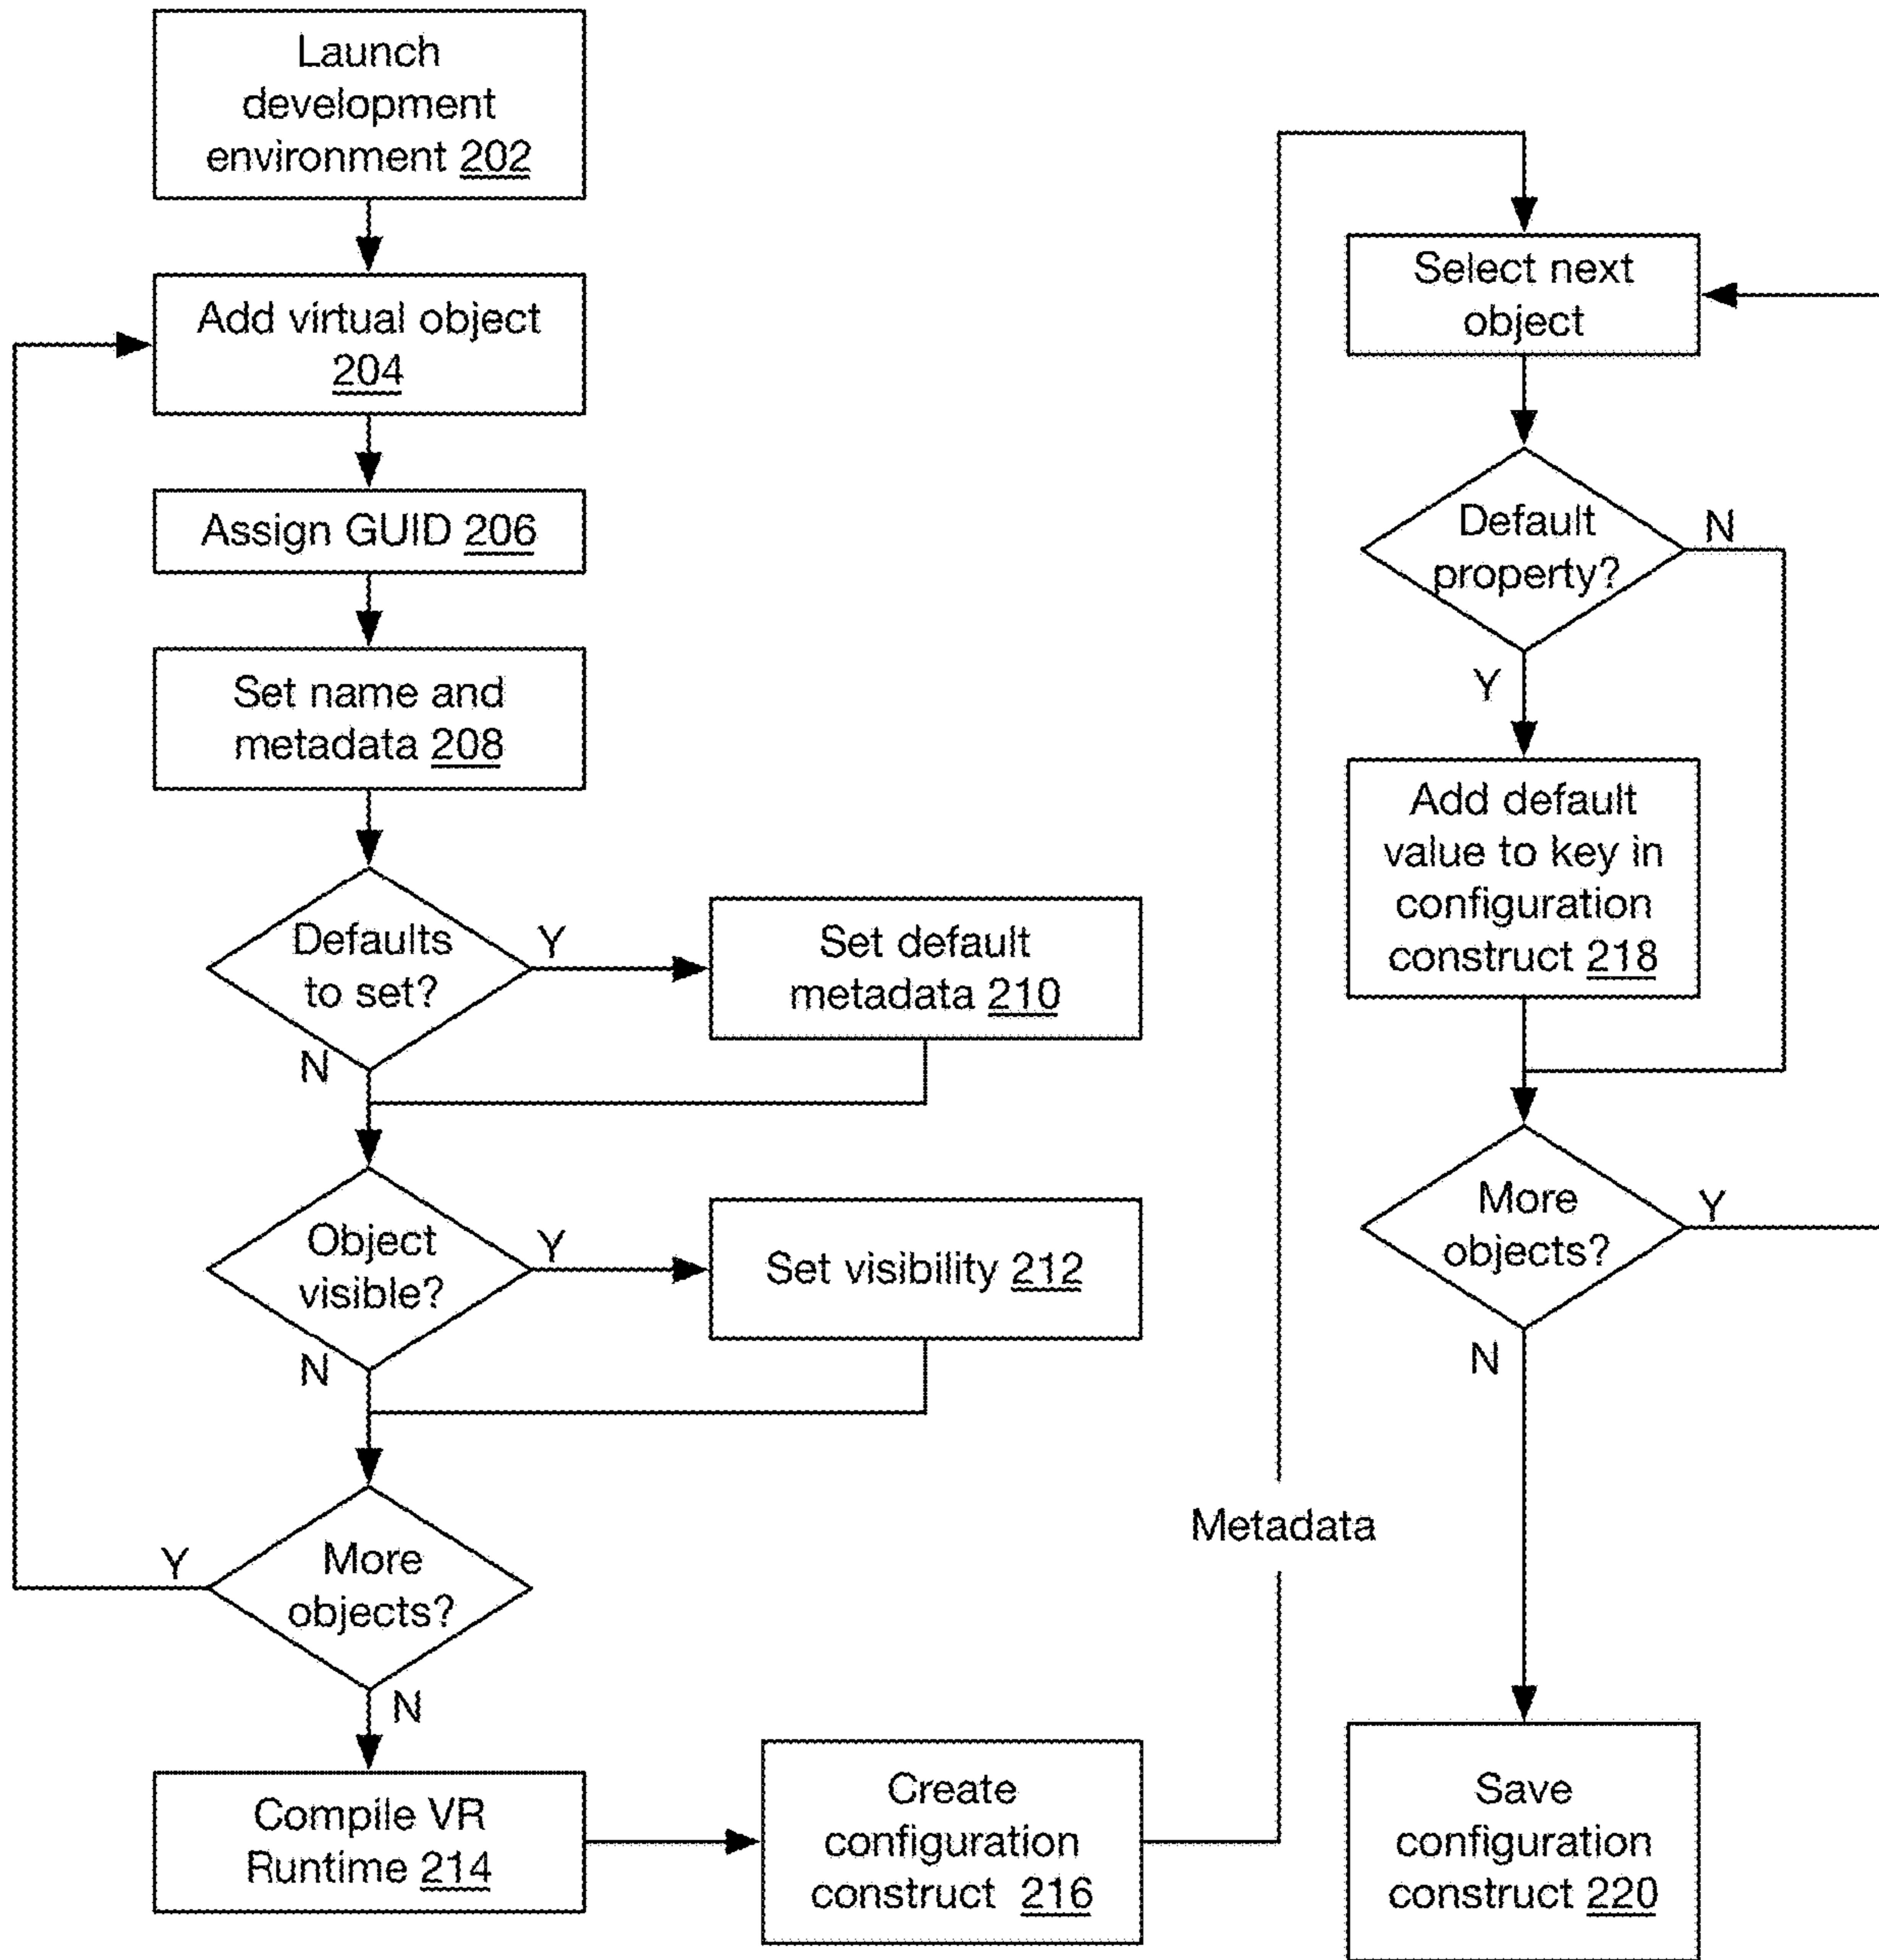 Launch
development
environment 202
Add virtual object
204
Assign GUID 206
Set name and
metadata 208
Defaults
to set?
Y
N
Set default
metadata 210
Object
visible?
Y
N
Set visibility 212
More
objects?
Y
N
Compile VR
Runtime 214
Create
configuration
construct 216
Metadata
Select next
object
Default
property?
N
Y
Add default
value to key in
configuration
construct 218
More
objects?
Y
N
Save
configuration
construct 220